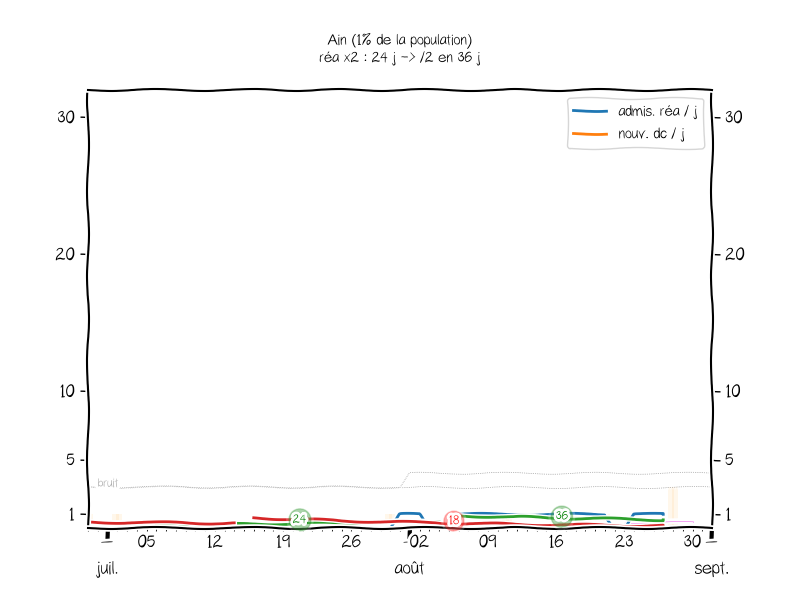 Ain (1% de la population)
réa x2 : 24 j -> /2 en 36 j
admis. réa / j
nouv. dc / j
30
30
20
20
10
10
5
5
bruit
1
1
24
18
36
05
12
19
26
02
09
16
23
30
juil.
août
sept.